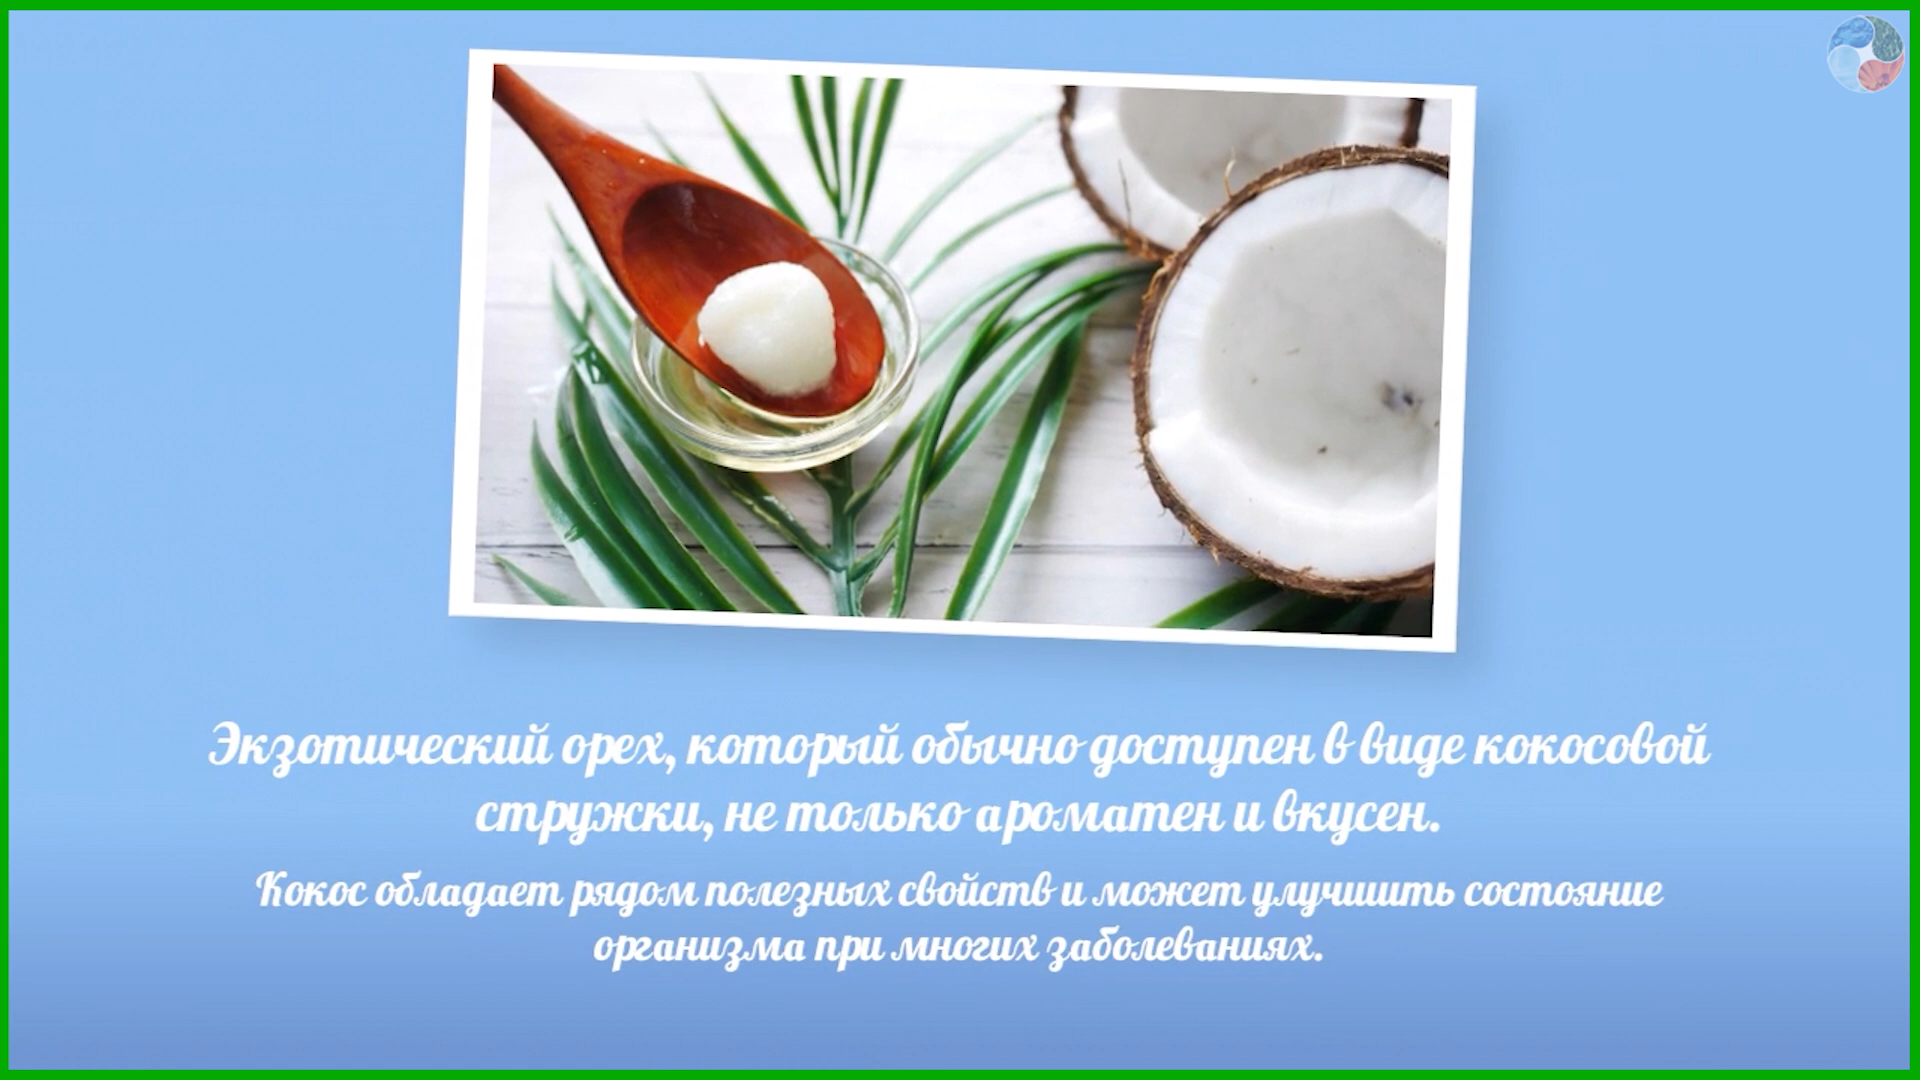 Экзотический орех, который обычно доступен в виде кокосовой
стружки, не только ароматен и вкусен.
Кокос обладает рядом полезных свойств и может улучшить состояние
организма при многих заболеваниях.